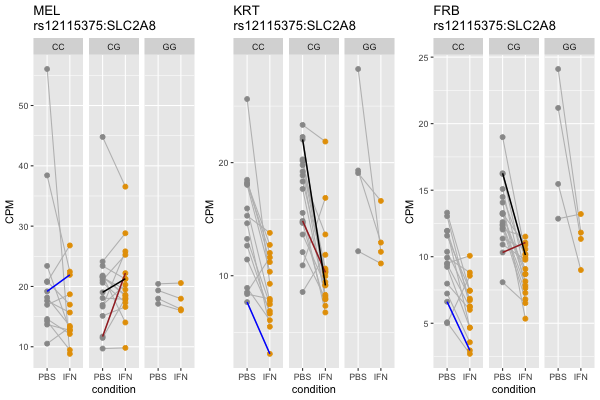 MEL
rs12115375:SLC2A8
CC
CG
GG
50
40
30
20
10
CPM
PBS IFN
PBS IFN
PBS IFN
condition
KRT
rs12115375:SLC2A8
CC
CG
GG
20
10
CPM
PBS IFN
PBS IFN
PBS IFN
condition
FRB
rs12115375:SLC2A8
CC
CG
GG
25
20
15
10
5
CPM
PBS IFN
PBS IFN
PBS IFN
condition